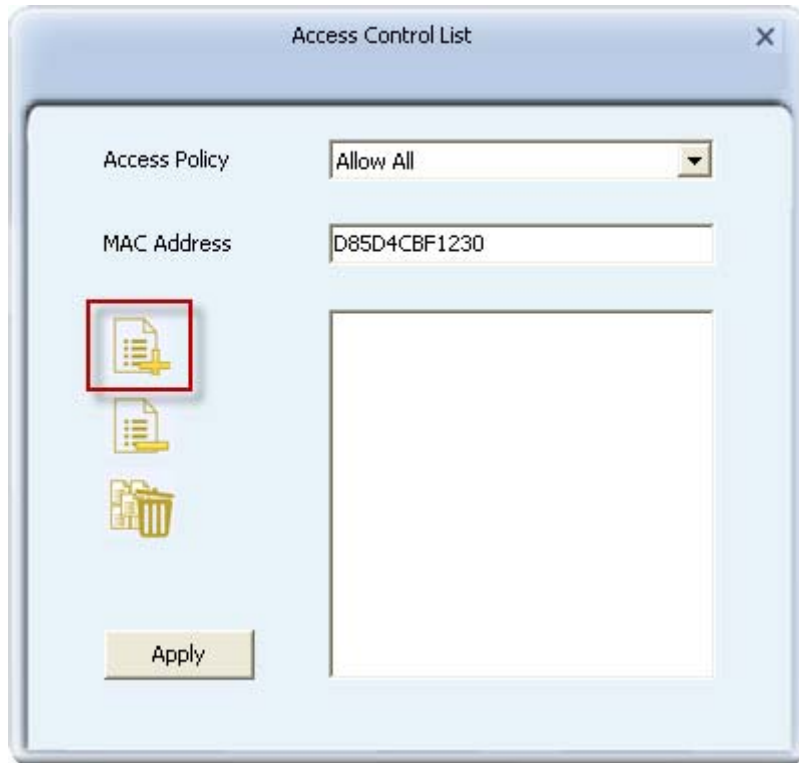 Access Control List
Access Policy
Allow All
MAC Address
D85D4CBF1230
Apply